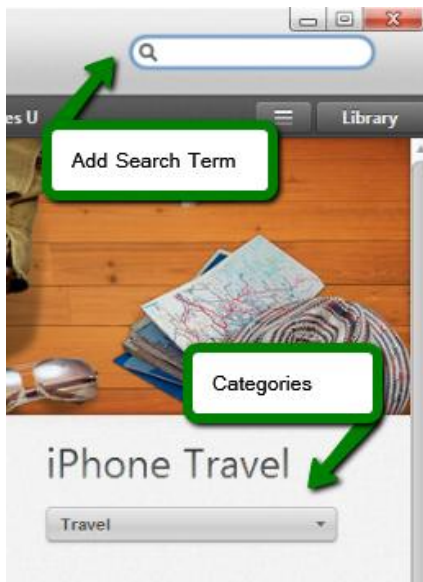 es U
Library
Add Search Term
Categories
iPhone Travel
Travel